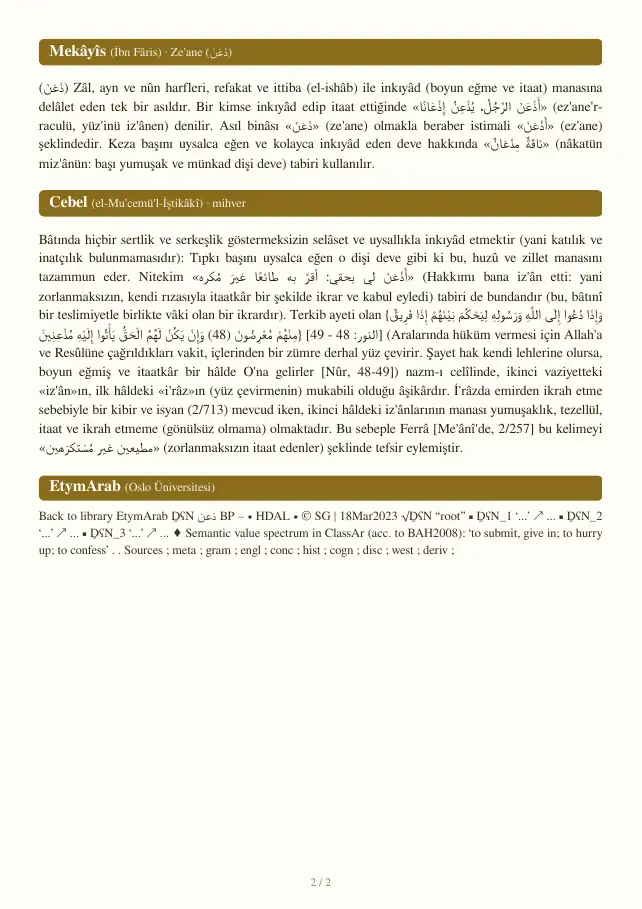 Mekâyîs (İbn Fâris) · Ze'ane (ذَعَنَ)
(ذَعَنَ) Zâl, ayn ve nûn harfleri, refakat ve ittiba (el-ishâb) ile inkıyâd (boyun eğme ve itaat) manasına
delâlet eden tek bir asıldır. Bir kimse inkıyâd edip itaat ettiğinde «أَذْعَنَ الرَّجُلُ، يُذْعِنُ إِذْعَانًا» (ez'ane'r-
raculü, yüz'inü iz'ânen) denilir. Asıl binâsı «ذَعَنَ» (ze'ane) olmakla beraber istimali «أَذْعَنَ» (ez'ane)
şeklindedir. Keza başını uysalca eğen ve kolayca inkıyâd eden deve hakkında «نَاقَةٌ مِذْعَانٌ» (nâkatün
miz'ânün: başı yumuşak ve münkad dişi deve) tabiri kullanılır.
Cebel (el-Mu'cemü'l-İştikâkî) · mihver
Bâtında hiçbir sertlik ve serkeşlik göstermeksizin selâset ve uysallıkla inkıyâd etmektir (yani katılık ve
inatçılık bulunmamasıdır): Tıpkı başını uysalca eğen o dişi deve gibi ki bu, huzû ve zillet manasını
tazammun eder. Nitekim «أَذْعَنَ لي بحقي: أقرّ به طائعًا غيرَ مُكره» (Hakkımı bana iz'ân etti: yani
zorlanmaksızın, kendi rızasıyla itaatkâr bir şekilde ikrar ve kabul eyledi) tabiri de bundandır (bu, bâtınî
bir teslimiyetle birlikte vâki olan bir ikrardır). Terkib ayeti olan {وَإِذَا دُعُوا إِلَى اللَّهِ وَرَسُولِهِ لِيَحْكُمَ بَيْنَهُمْ إِذَا فَرِيقٌ
مِنْهُمْ مُعْرِضُونَ (48) وَإِنْ يَكُنْ لَهُمُ الْحَقُّ يَأْتُوا إِلَيْهِ مُذْعِنِينَ} [النور: 48 - 49] (Aralarında hüküm vermesi için Allah'a
ve Resûlüne çağrıldıkları vakit, içlerinden bir zümre derhal yüz çevirir. Şayet hak kendi lehlerine olursa,
boyun eğmiş ve itaatkâr bir hâlde O'na gelirler [Nûr, 48-49]) nazm-ı celîlinde, ikinci vaziyetteki
«iz'ân»ın, ilk hâldeki «i'râz»ın (yüz çevirmenin) mukabili olduğu âşikârdır. İ'râzda emirden ikrah etme
sebebiyle bir kibir ve isyan (2/713) mevcud iken, ikinci hâldeki iz'ânlarının manası yumuşaklık, tezellül,
itaat ve ikrah etmeme (gönülsüz olmama) olmaktadır. Bu sebeple Ferrâ [Me'ânî'de, 2/257] bu kelimeyi
«مطيعين غير مُسْتكرَهين» (zorlanmaksızın itaat edenler) şeklinde tefsir eylemiştir.
EtymArab (Oslo Üniversitesi)
Back to library EtymArab ḎʕN ذعن BP – • HDAL • © SG | 18Mar2023 √ḎʕN “root” ▪ ḎʕN_1 ‘...’ ↗ ... ▪ ḎʕN_2
‘...’ ↗ ... ▪ ḎʕN_3 ‘...’ ↗ ... ♦ Semantic value spectrum in ClassAr (acc. to BAH2008): ‘to submit, give in; to hurry
up; to confess’ . . Sources ; meta ; gram ; engl ; conc ; hist ; cogn ; disc ; west ; deriv ;
2 / 2